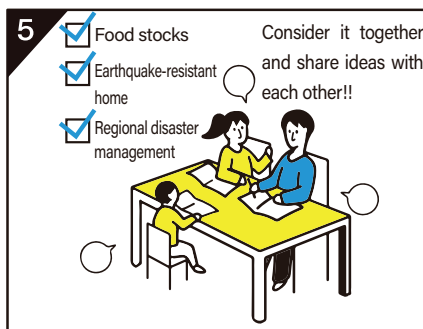 5
Food stocks
Earthquake-resistant
home
Regional disaster
management
Consider it together
and share ideas with
each other!!